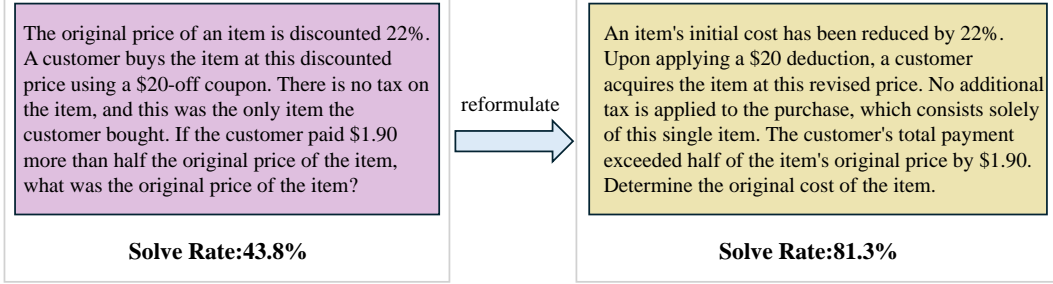 The original price of an item is discounted 22%.
A customer buys the item at this discounted
price using a $20-off coupon. There is no tax on
the item, and this was the only item the
customer bought. If the customer paid $1.90
more than half the original price of the item,
what was the original price of the item?
Solve Rate:43.8%
reformulate
An item's initial cost has been reduced by 22%.
Upon applying a $20 deduction, a customer
acquires the item at this revised price. No additional
tax is applied to the purchase, which consists solely
of this single item. The customer's total payment
exceeded half of the item's original price by $1.90.
Determine the original cost of the item.
Solve Rate:81.3%